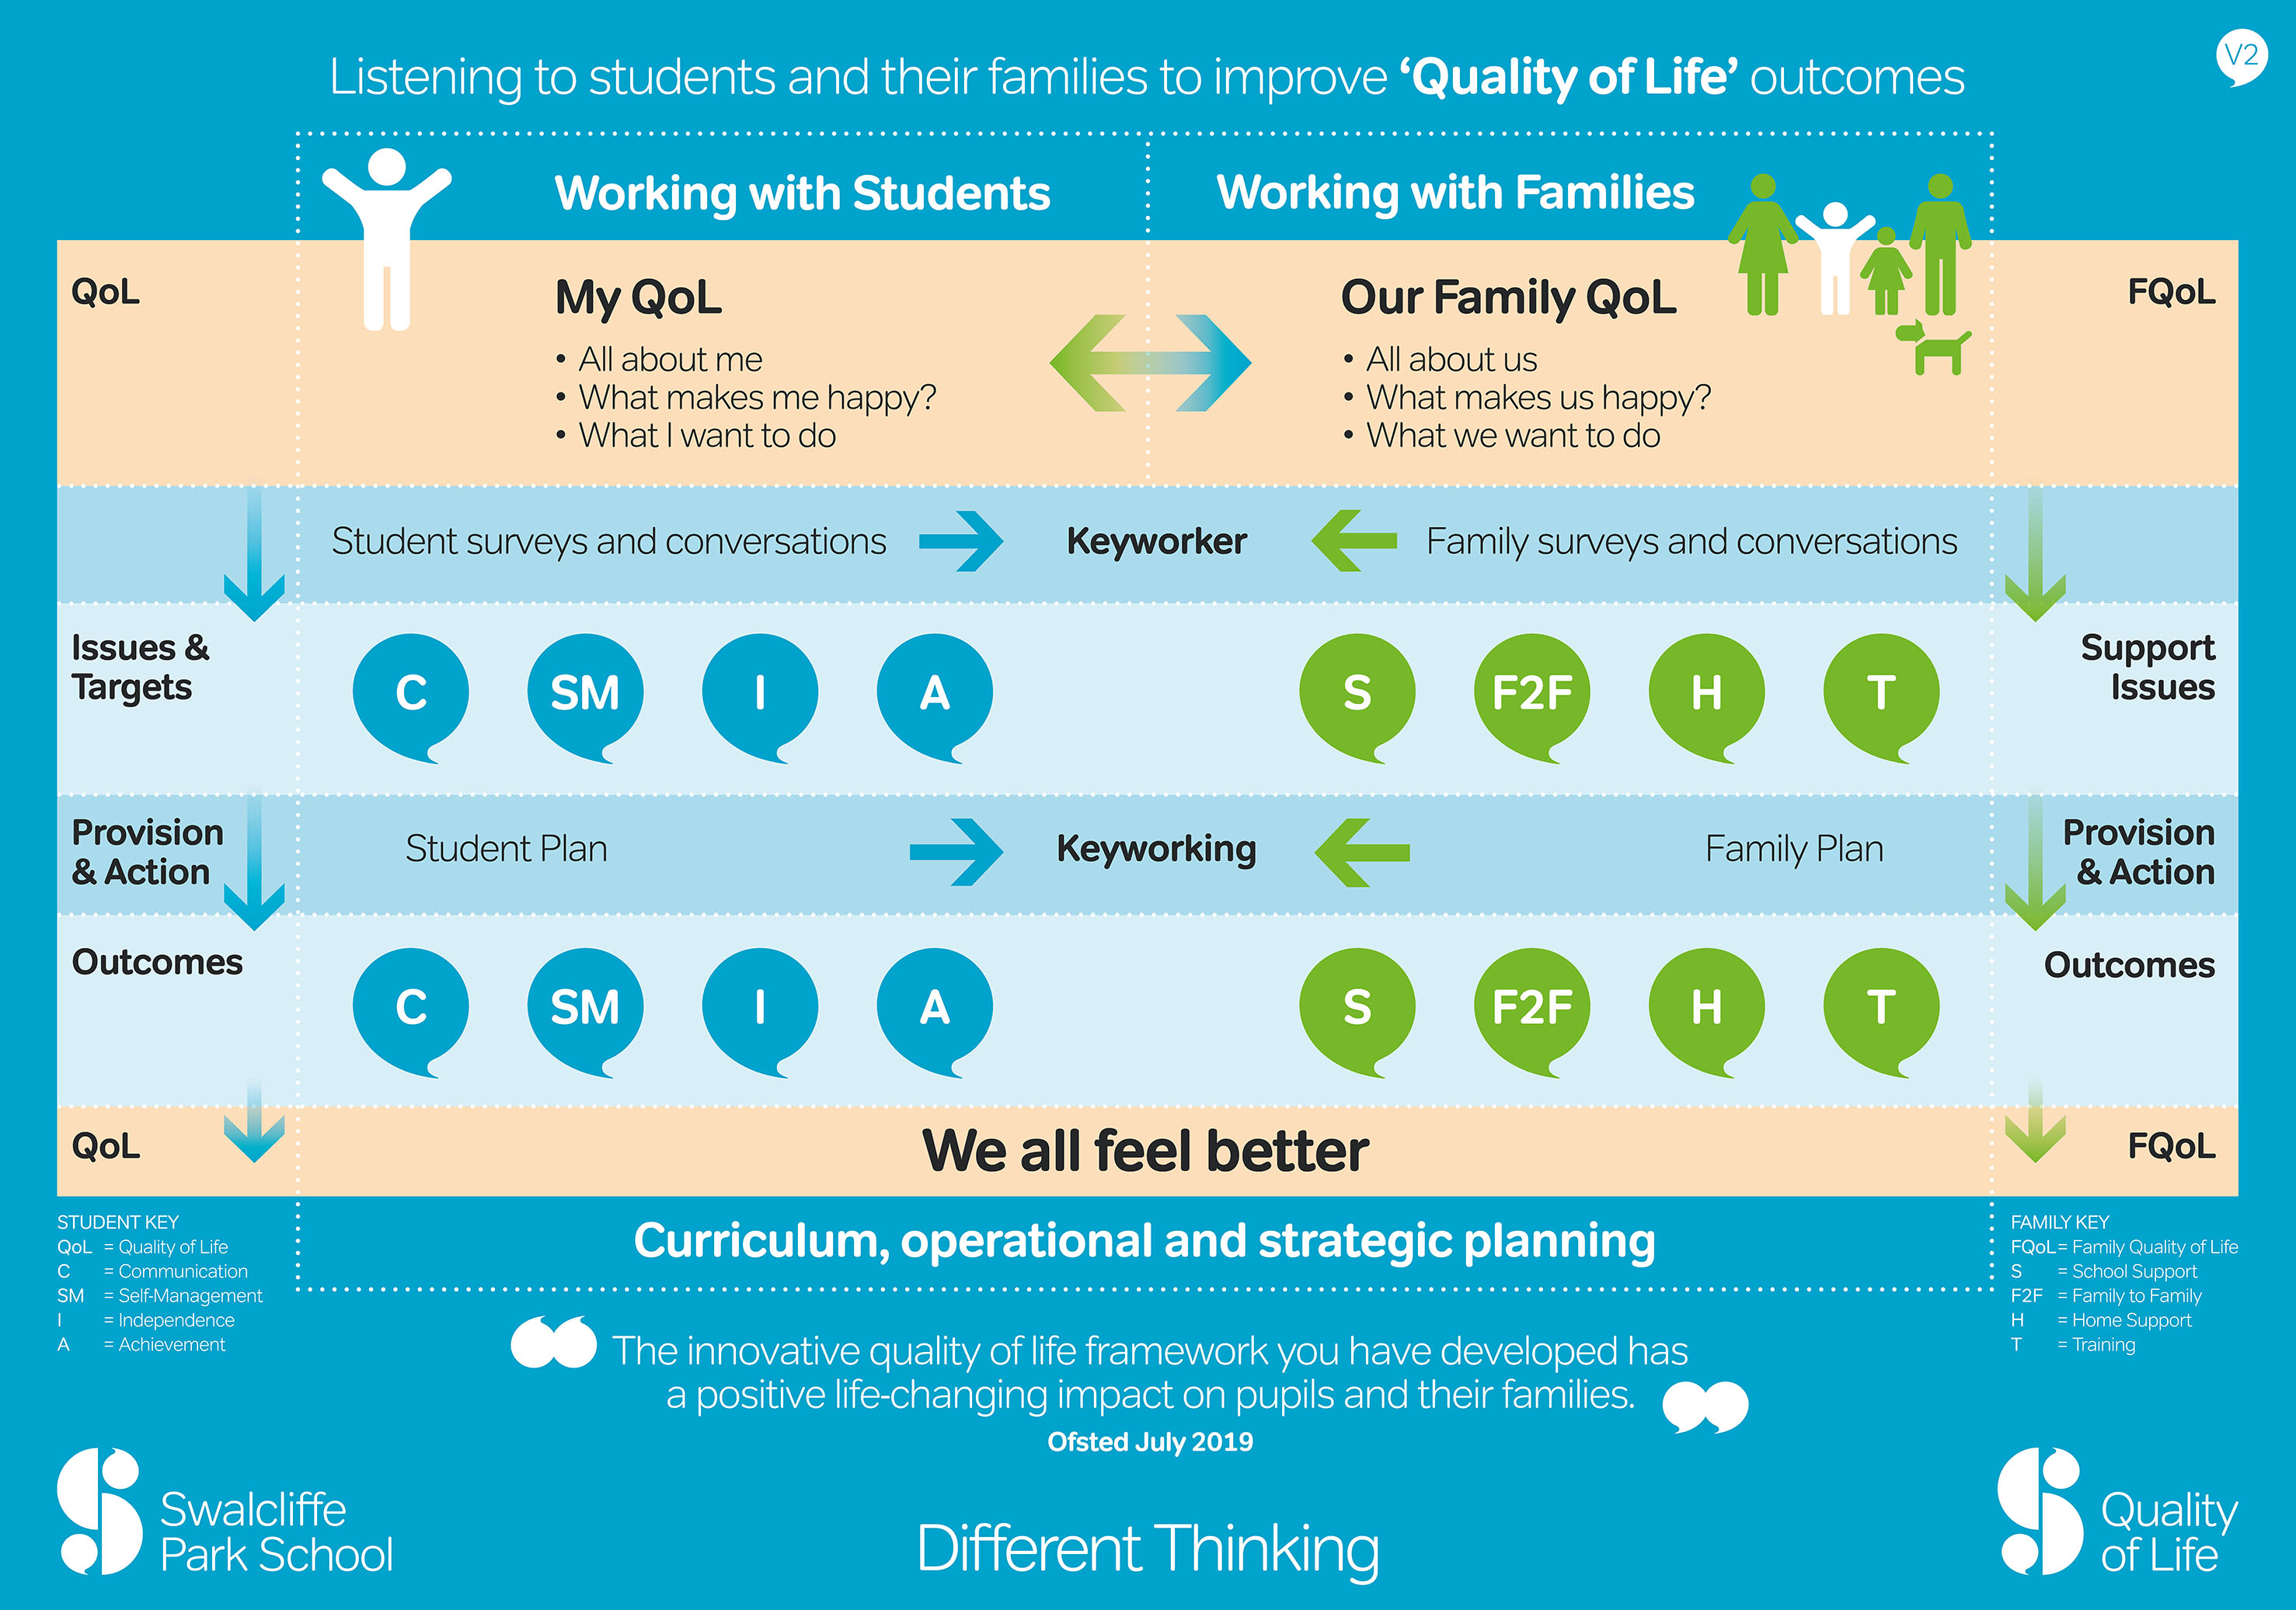 Listening to students and their families to improve ‘Quality of Life’ outcomes
V2
Working with Students
Working with Families
QoL
My QoL
• All about me
• What makes me happy?
• What I want to do
Our Family QoL
• All about us
• What makes us happy?
• What we want to do
FQoL
Student surveys and conversations
Keyworker
Family surveys and conversations
Issues &
Targets
C
SM
I
A
S
F2F
H
T
Support
Issues
Provision
& Action
Student Plan
Keyworking
Family Plan
Provision
& Action
Outcomes
C
SM
I
A
S
F2F
H
T
Outcomes
QoL
We all feel better
FQoL
Curriculum, operational and strategic planning
STUDENT KEY
QoL = Quality of Life
C = Communication
SM = Self-Management
I = Independence
A = Achievement
FAMILY KEY
FQoL = Family Quality of Life
S = School Support
F2F = Family to Family
H = Home Support
T = Training
“The innovative quality of life framework you have developed has
a positive life-changing impact on pupils and their families.”
Ofsted July 2019
Swalcliffe
Park School
Different Thinking
Quality
of Life